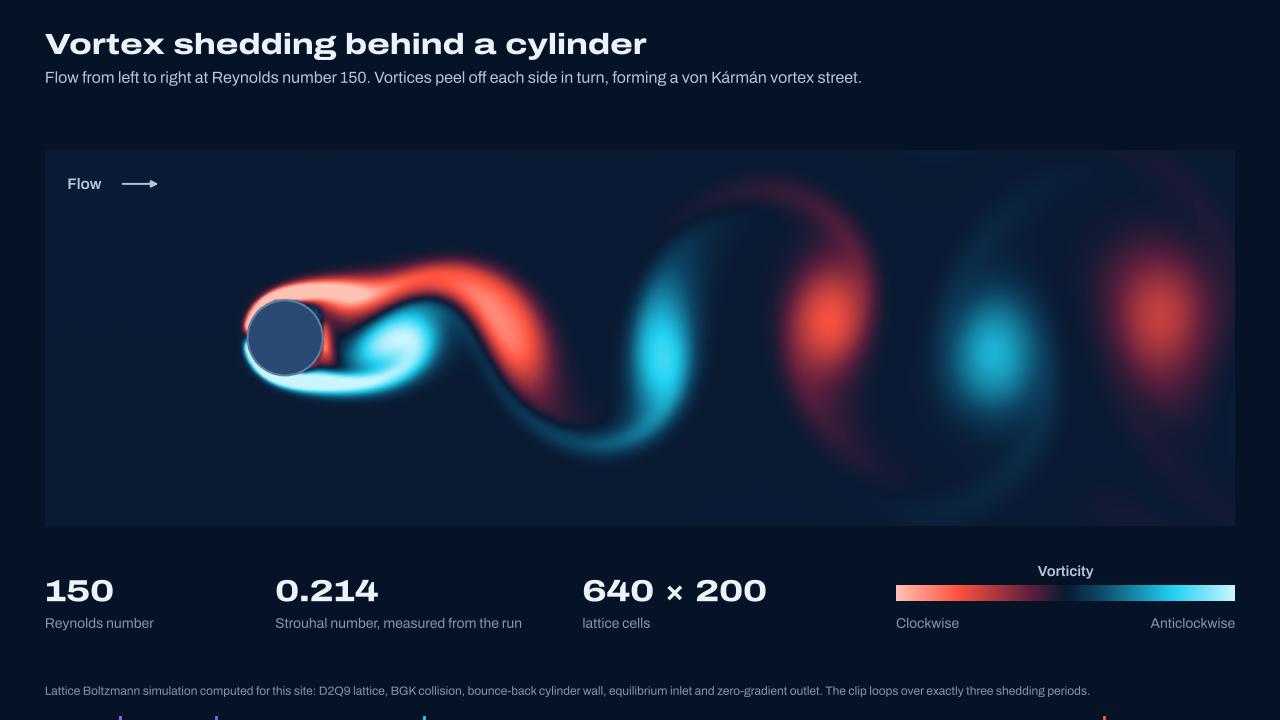 Vortex shedding behind a cylinder
Flow from left to right at Reynolds number 150. Vortices peel off each side in turn, forming a von Kármán vortex street.
Flow
150
Reynolds number
0.214
Strouhal number, measured from the run
640 × 200
lattice cells
Vorticity
Clockwise
Anticlockwise
Lattice Boltzmann simulation computed for this site: D2Q9 lattice, BGK collision, bounce-back cylinder wall, equilibrium inlet and zero-gradient outlet. The clip loops over exactly three shedding periods.